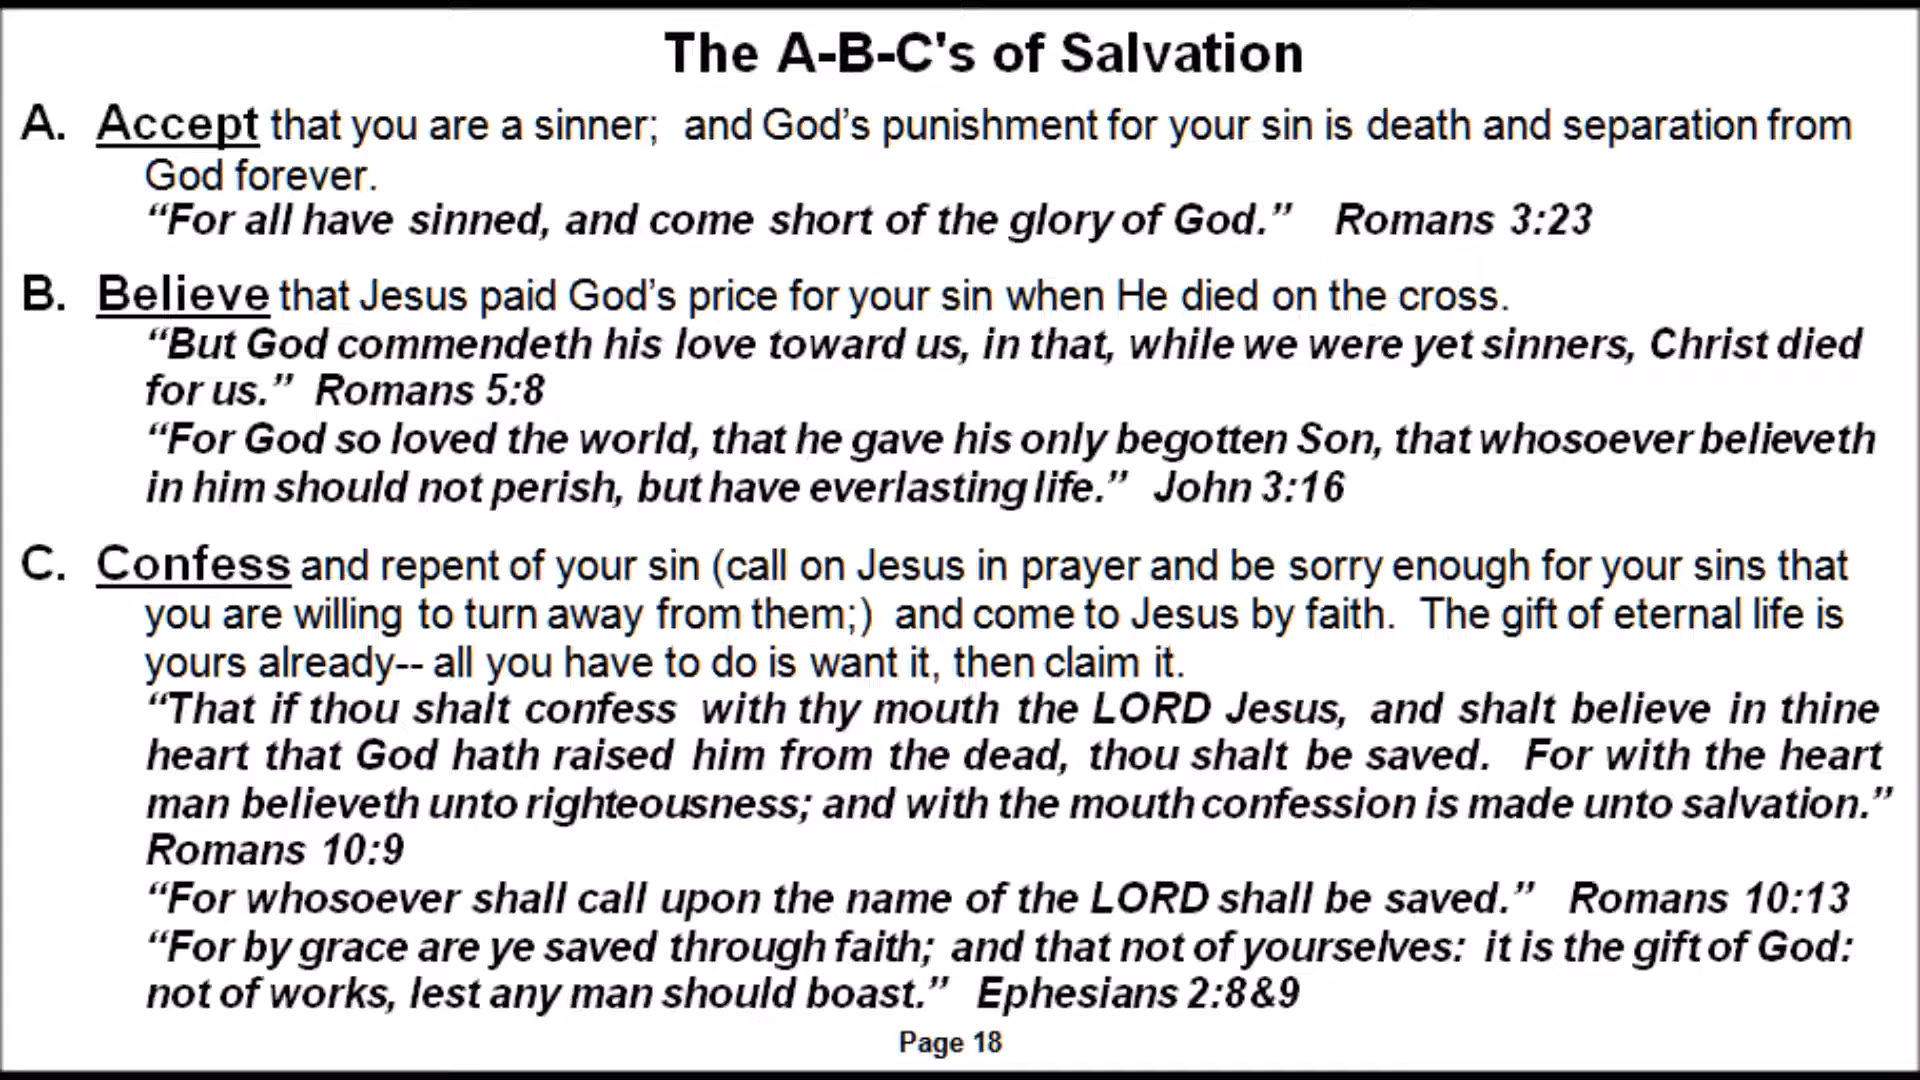 The A-B-C's of Salvation
A. Accept that you are a sinner; and God’s punishment for your sin is death and separation from
God forever.
“For all have sinned, and come short of the glory of God.” Romans 3:23
B. Believe that Jesus paid God’s price for your sin when He died on the cross.
“But God commendeth his love toward us, in that, while we were yet sinners, Christ died
for us.” Romans 5:8
“For God so loved the world, that he gave his only begotten Son, that whosoever believeth
in him should not perish, but have everlasting life.” John 3:16
C. Confess and repent of your sin (call on Jesus in prayer and be sorry enough for your sins that
you are willing to turn away from them;) and come to Jesus by faith. The gift of eternal life is
yours already-- all you have to do is want it, then claim it.
“That if thou shalt confess with thy mouth the LORD Jesus, and shalt believe in thine
heart that God hath raised him from the dead, thou shalt be saved. For with the heart
man believeth unto righteousness; and with the mouth confession is made unto salvation.”
Romans 10:9
“For whosoever shall call upon the name of the LORD shall be saved.” Romans 10:13
“For by grace are ye saved through faith; and that not of yourselves: it is the gift of God:
not of works, lest any man should boast.” Ephesians 2:8&9
Page 18